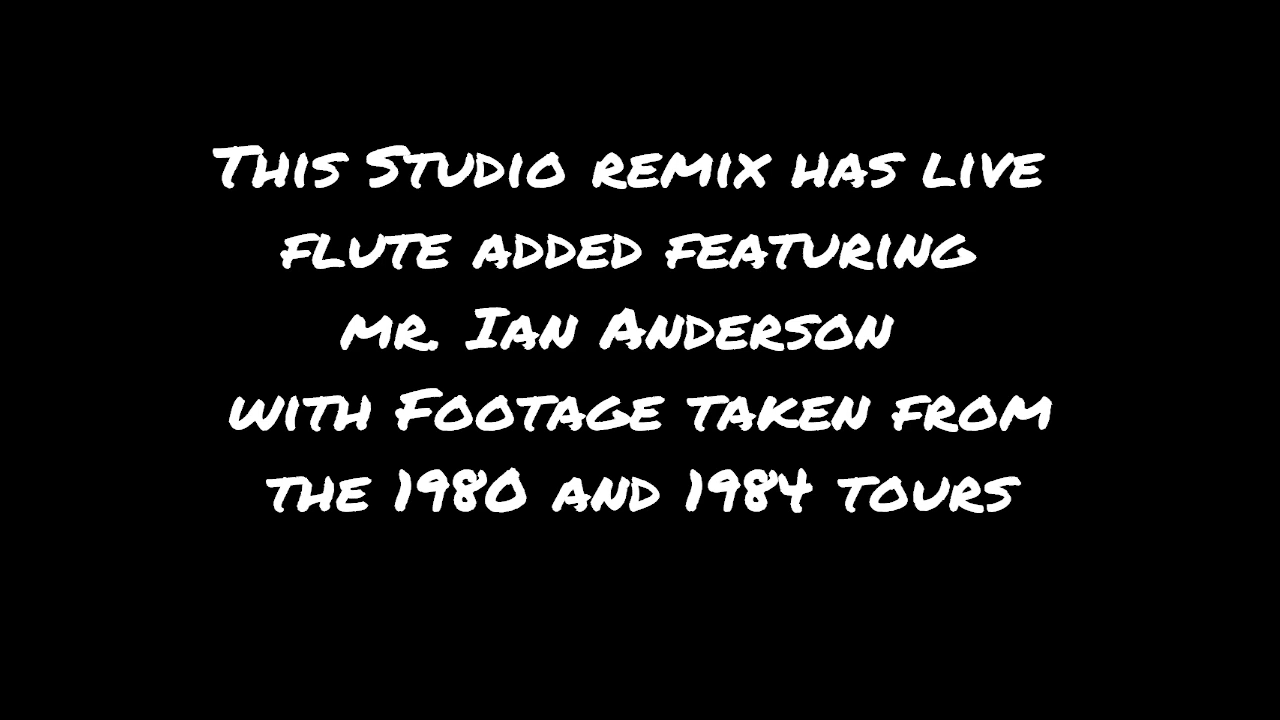 This Studio remix has live
flute added featuring
mr. Ian Anderson
with Footage taken from
the 1980 and 1984 tours